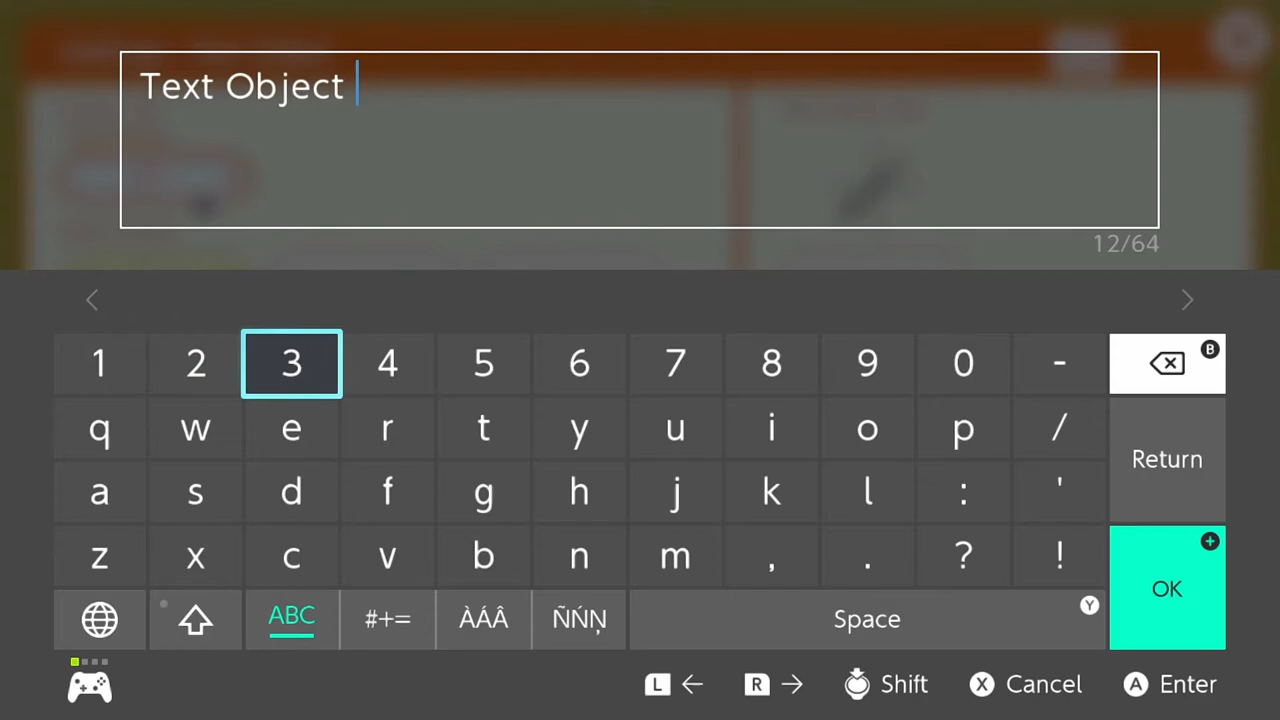 Text Object
12/64
1 2 3 4 5 6 7 8 9 0 -
B
q w e r t y u i o p /
Return
a s d f g h j k l : '
z x c v b n m , . ? !
+
OK
ABC #+= ÀÁÂ ÑŃŅ Space Y
L ← R → Shift X Cancel A Enter